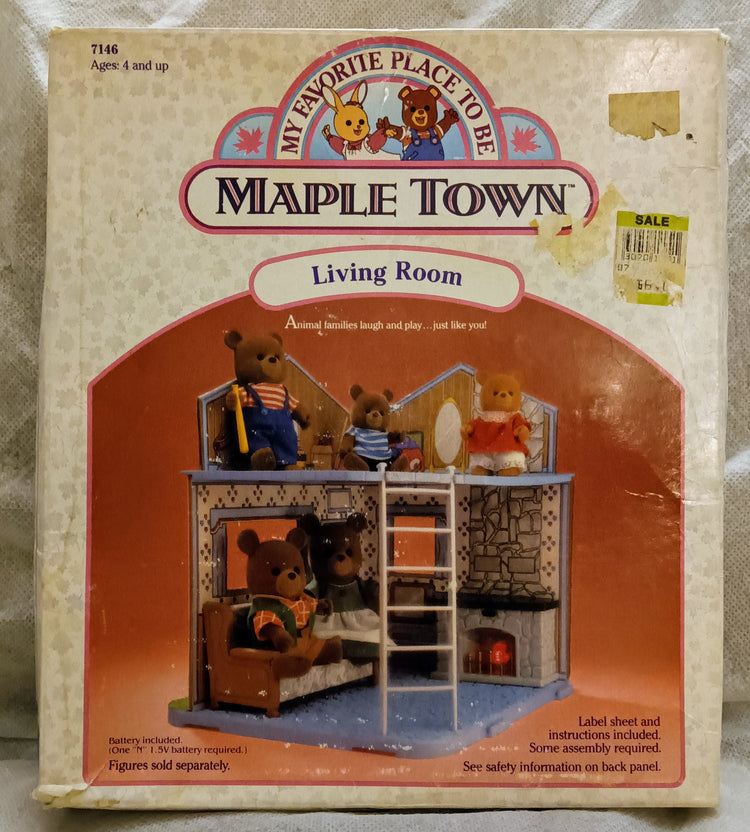 7146
Ages: 4 and up
MY FAVORITE PLACE TO BE
MAPLE TOWN™
SALE
Living Room
Animal families laugh and play...just like you!
Battery included.
(One "N" 1.5V battery required.)
Figures sold separately.
Label sheet and
instructions included.
Some assembly required.
See safety information on back panel.